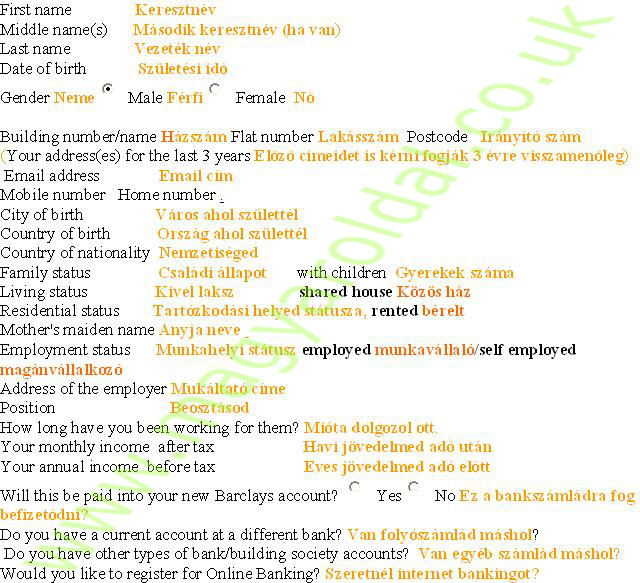 First name Keresztnév
Middle name(s) Második keresztnév (ha van)
Last name Vezeték név
Date of birth Születési idő
Gender Neme Male Férfi Female Nő
Building number/name Házszám Flat number Lakásszám Postcode Irányító szám
(Your address(es) for the last 3 years Előző címeidet is kérni fogják 3 évre visszamenőleg)
Email address Email cím
Mobile number Home number .
City of birth Város ahol születtél
Country of birth Ország ahol születtél
Country of nationality Nemzetiséged
Family status Családi állapot with children Gyerekek száma
Living status Kivel laksz shared house Közös ház
Residential status Tartózkodási helyed státusza, rented bérelt
Mother's maiden name Anyja neve
Employment status Munkahelyi státusz employed munkavállaló/self employed
magánvállalkozó
Address of the employer Mukáltató címe
Position Beosztásod
How long have you been working for them? Mióta dolgozol ott.
Your monthly income after tax Havi jövedelmed adó után
Your annual income before tax Éves jövedelmed adó előtt
Will this be paid into your new Barclays account? Yes No Ez a bankszámládra fog
befizetődni?
Do you have a current account at a different bank? Van folyószámlád máshol?
Do you have other types of bank/building society accounts? Van egyéb számlád máshol?
Would you like to register for Online Banking? Szeretnél internet bankingot?
www.magyaroldal.co.uk